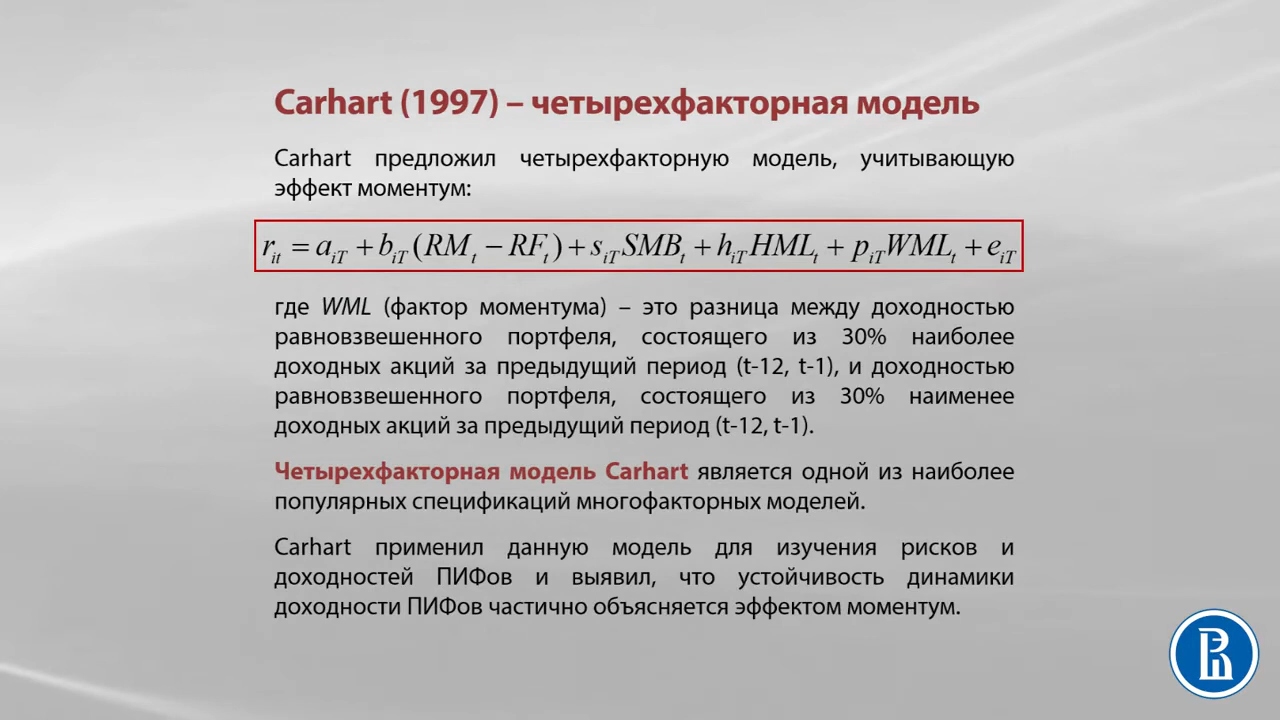 Carhart (1997) – четырехфакторная модель
Carhart предложил четырехфакторную модель, учитывающую
эффект моментум:
r_it = a_iT + b_iT (RM_t − RF_t) + s_iT SMB_t + h_iT HML_t + p_iT WML_t + e_iT
где WML (фактор моментума) – это разница между доходностью
равновзвешенного портфеля, состоящего из 30% наиболее
доходных акций за предыдущий период (t-12, t-1), и доходностью
равновзвешенного портфеля, состоящего из 30% наименее
доходных акций за предыдущий период (t-12, t-1).
Четырехфакторная модель Carhart является одной из наиболее
популярных спецификаций многофакторных моделей.
Carhart применил данную модель для изучения рисков и
доходностей ПИФов и выявил, что устойчивость динамики
доходности ПИФов частично объясняется эффектом моментум.